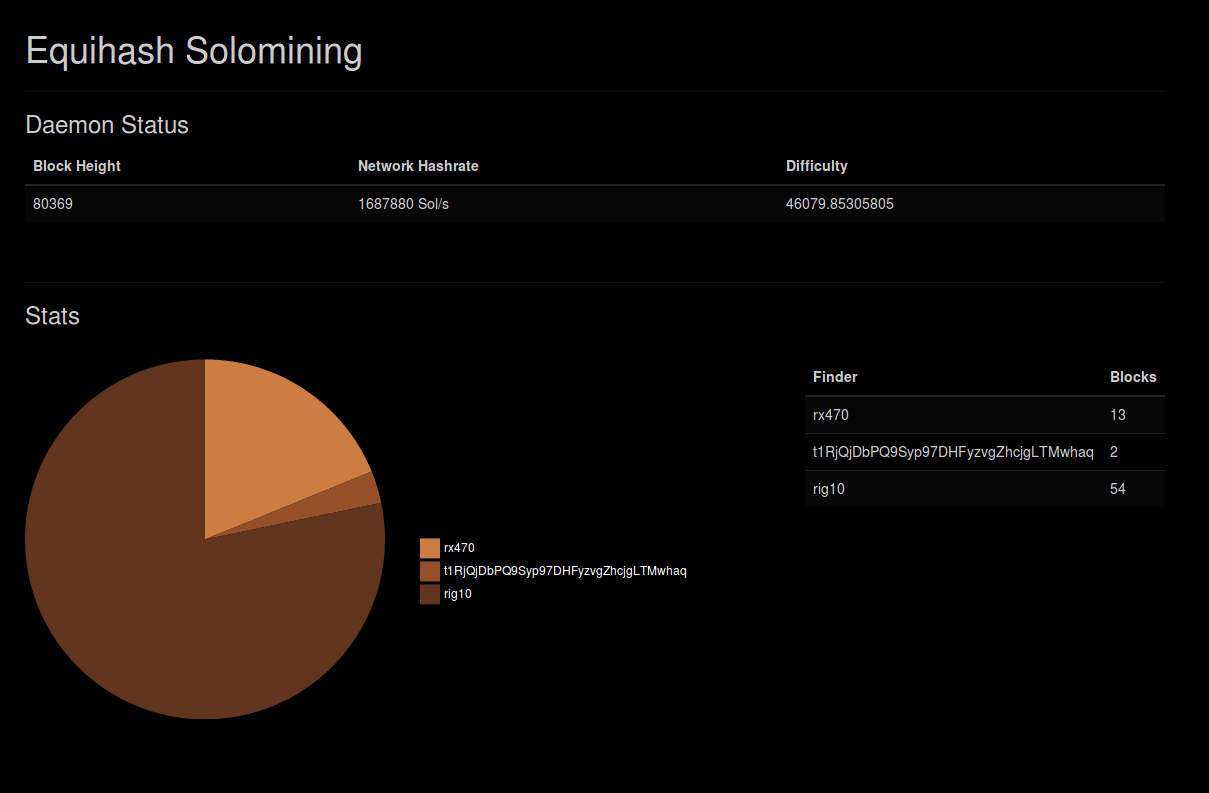 Equihash Solomining
Daemon Status
Block Height Network Hashrate Difficulty
80369 1687880 Sol/s 46079.85305805
Stats
Finder Blocks
rx470 13
t1RjQjDbPQ9Syp97DHFyzvgZhcjgLTMwhaq 2
rig10 54
rx470
t1RjQjDbPQ9Syp97DHFyzvgZhcjgLTMwhaq
rig10